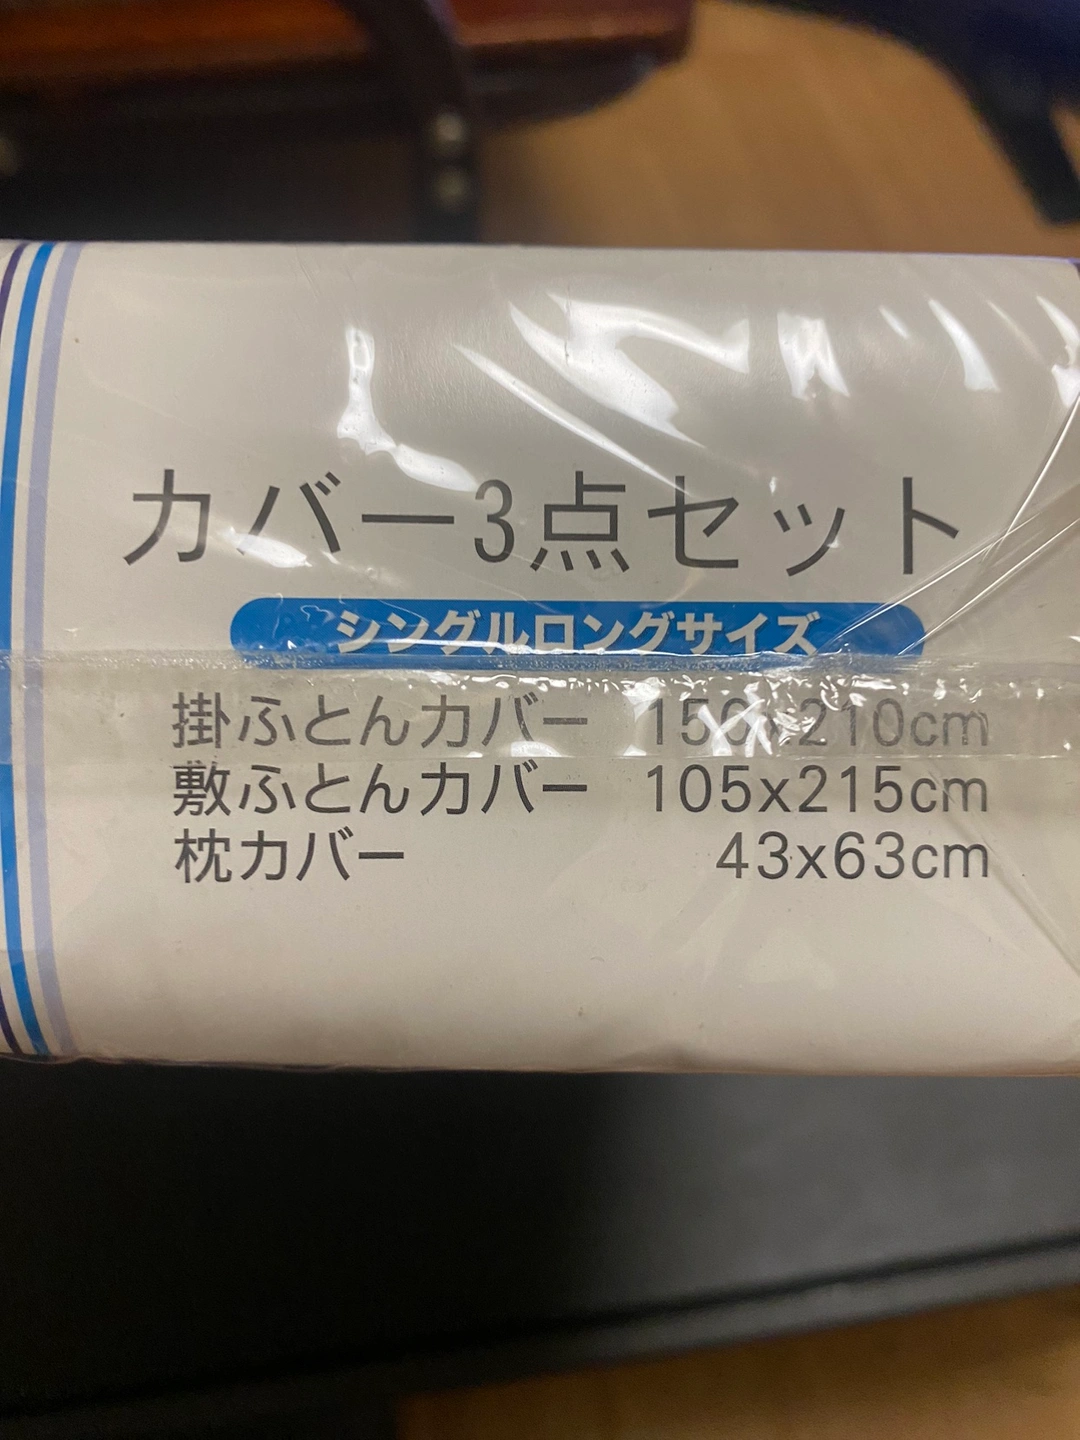 カバー3点セット
シングルロングサイズ
掛ふとんカバー 150x210cm
敷ふとんカバー 105x215cm
枕カバー 43x63cm